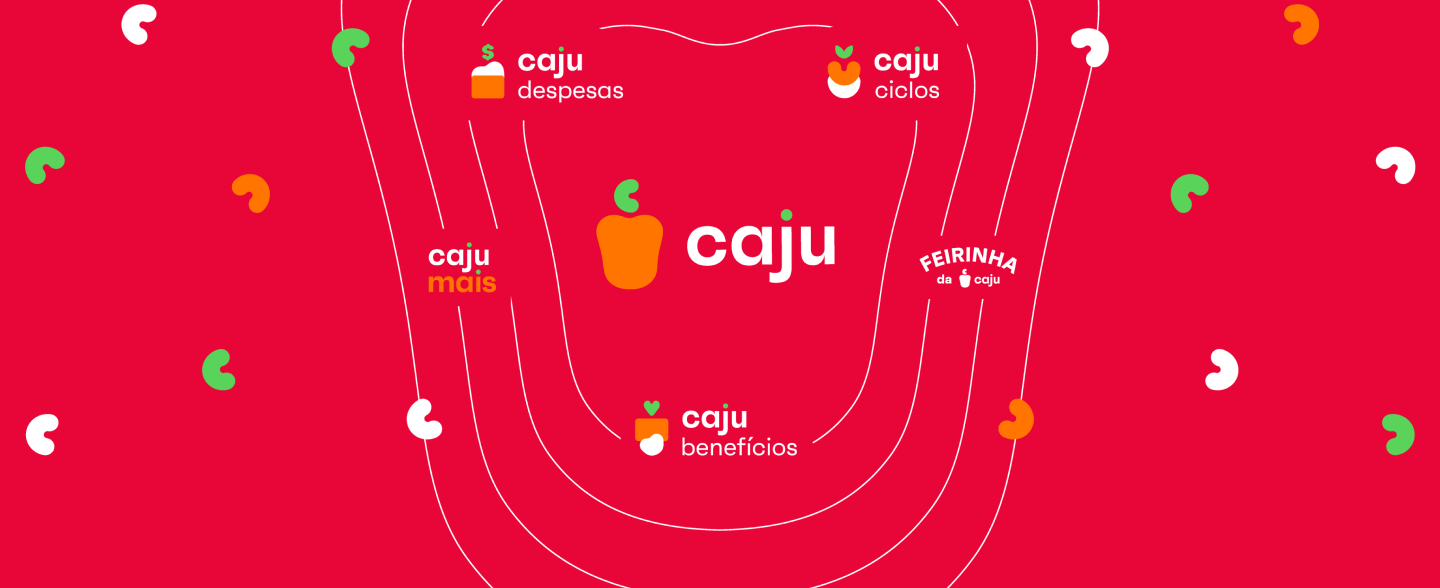 $
caju
despesas
caju
ciclos
caju
caju
mais
FEIRINHA
da caju
caju
benefícios